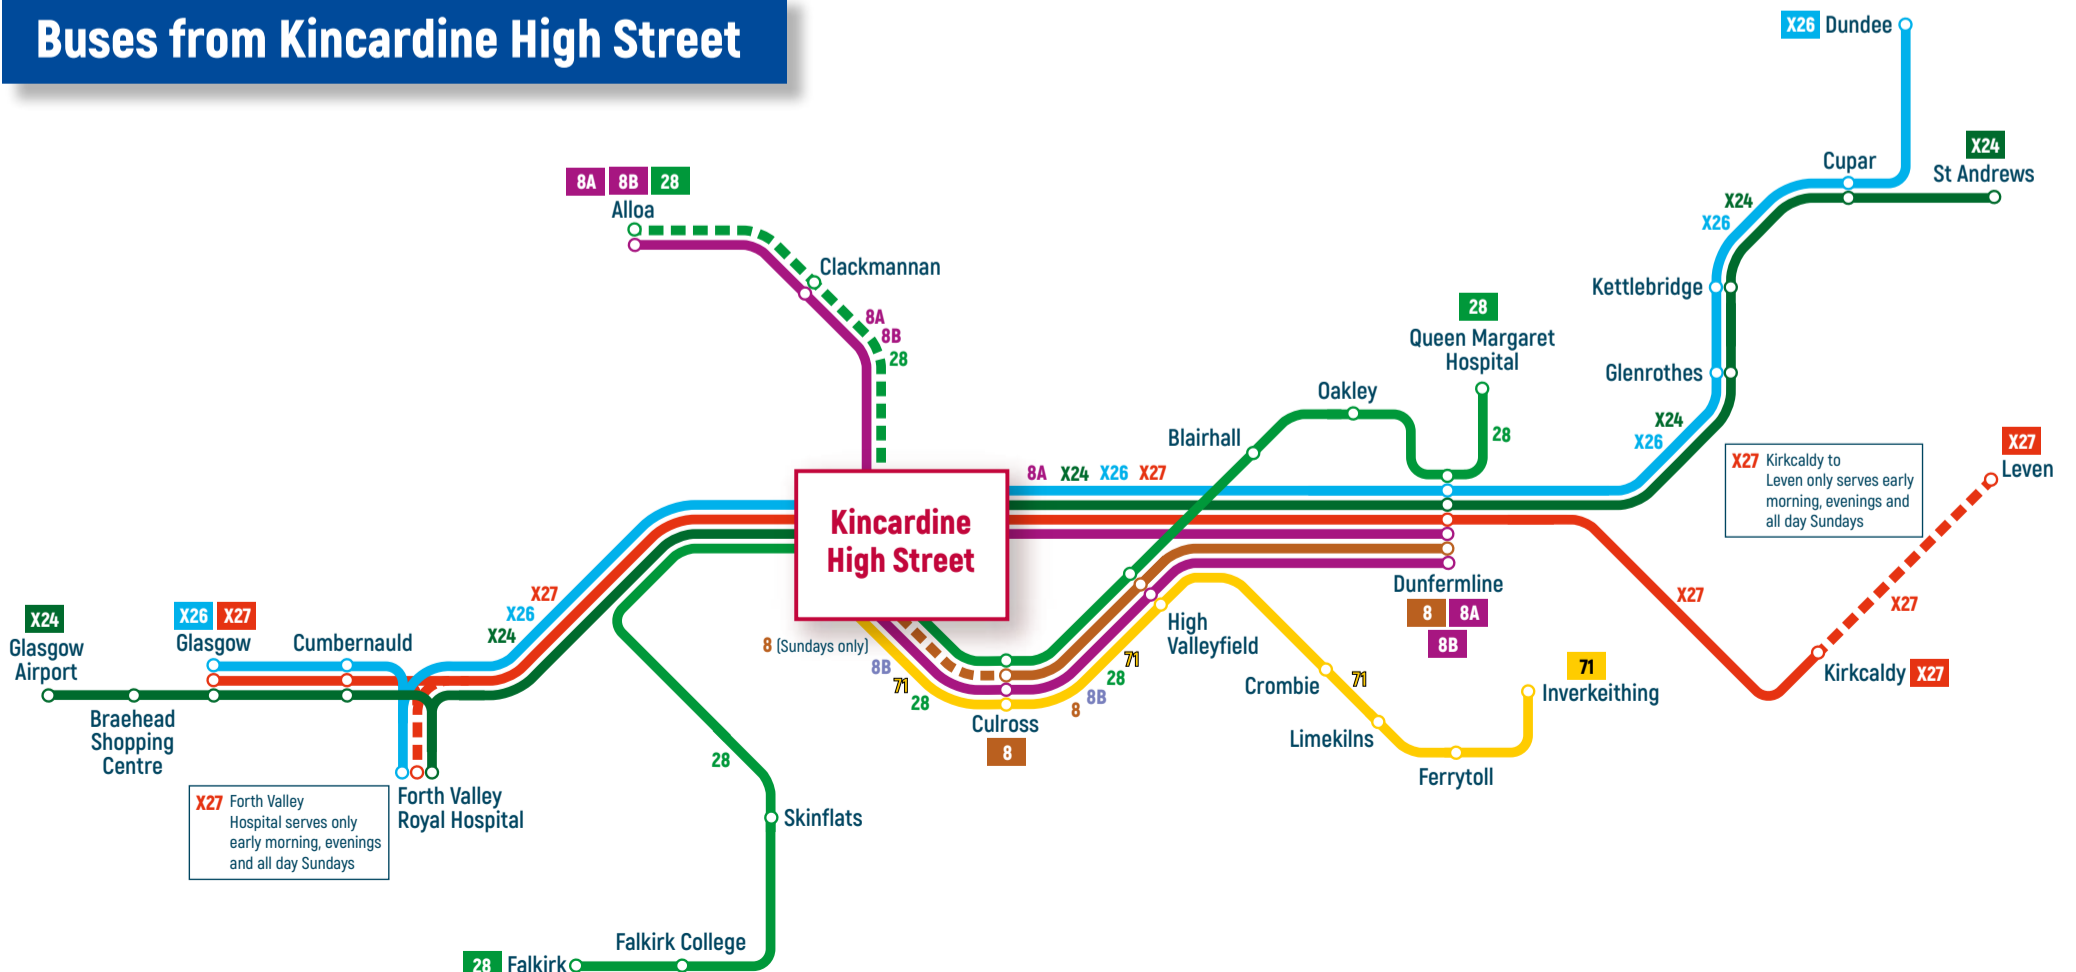 Buses from Kincardine High Street
X26 Dundee
X24
St Andrews
Cupar
X24
X26
8A 8B 28
Alloa
Clackmannan
8A
8B
28
Kettlebridge
28
Queen Margaret
Hospital
Glenrothes
Oakley
X24
X26
Blairhall
28
X27
Leven
X27 Kirkcaldy to
Leven only serves early
morning, evenings and
all day Sundays
8A X24 X26 X27
Kincardine
High Street
X27
X26
X24
X27
X27
Dunfermline
8 8A
8B
X24
Glasgow
Airport
X26 X27
Glasgow
Cumbernauld
8 (Sundays only)
8B
71
28
High
Valleyfield
71
28
8B
8
Culross
8
Crombie
71
Limekilns
Ferrytoll
71
Inverkeithing
Kirkcaldy X27
Braehead
Shopping
Centre
28
X27 Forth Valley
Hospital serves only
early morning, evenings
and all day Sundays
Forth Valley
Royal Hospital
Skinflats
Falkirk College
28 Falkirk